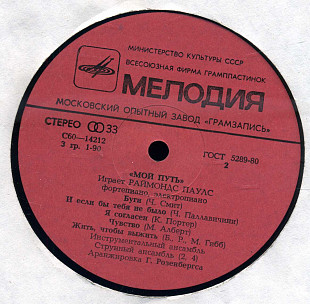 МИНИСТЕРСТВО КУЛЬТУРЫ СССР
ВСЕСОЮЗНАЯ ФИРМА ГРАМПЛАСТИНОК
МЕЛОДИЯ
МОСКОВСКИЙ ОПЫТНЫЙ ЗАВОД «ГРАМЗАПИСЬ»
СТЕРЕО 33
С60—14212
3 гр. 1-90
ГОСТ 5289-80
2
«МОЙ ПУТЬ»
Играет РАЙМОНДС ПАУЛС
фортепиано, электропиано
Буги (Ч. Смит)
И если бы тебя не было (Ч. Паллавичини)
Я согласен (К. Портер)
Чувство (М. Алберт)
Жить, чтобы выжить (Б., Р., М. Гибб)
Инструментальный ансамбль
Струнный ансамбль (2, 4)
Аранжировка Г. Розенбергса